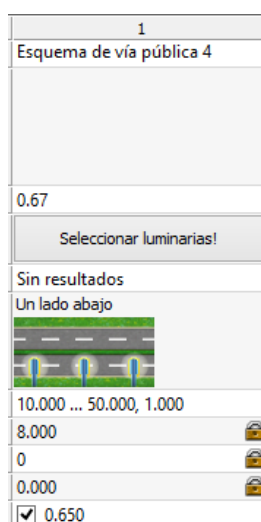 1
Esquema de vía pública 4
0.67
Seleccionar luminarias!
Sin resultados
Un lado abajo
10.000 ... 50.000, 1.000
8.000
0
0.000
0.650